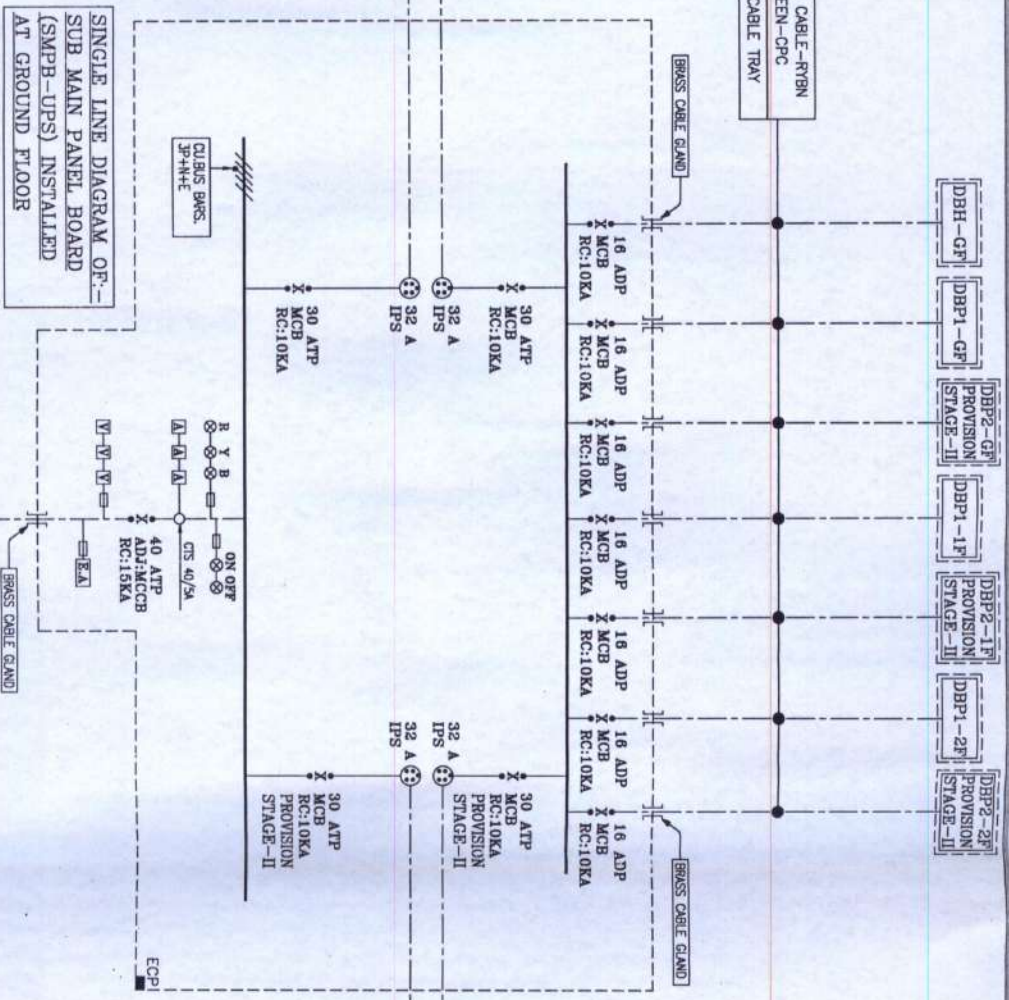 CABLE-RYBN
EEN-CPC
CABLE TRAY
DBH-GF
DBP1-GF
DBP2-GF
PROVISION
STAGE-II
DBP1-1F
DBP2-1F
PROVISION
STAGE-II
DBP1-2F
DBP2-2F
PROVISION
STAGE-II
BRASS CABLE GLAND
BRASS CABLE GLAND
16 ADP
MCB
RC:10KA
16 ADP
MCB
RC:10KA
16 ADP
MCB
RC:10KA
16 ADP
MCB
RC:10KA
16 ADP
MCB
RC:10KA
16 ADP
MCB
RC:10KA
16 ADP
MCB
RC:10KA
30 ATP
MCB
RC:10KA
30 ATP
MCB
RC:10KA
PROVISION
STAGE-II
32 A
IPS
32 A
IPS
32 A
IPS
32 A
IPS
30 ATP
MCB
RC:10KA
30 ATP
MCB
RC:10KA
PROVISION
STAGE-II
CU.BUS BARS.
3P+N+E
ON OFF
R Y B
CTS 40/5A
A A A
40 ATP
ADJ:MCCB
RC:15KA
V V V
E.A
ECP
BRASS CABLE GLAND
SINGLE LINE DIAGRAM OF:-
SUB MAIN PANEL BOARD
(SMPB-UPS) INSTALLED
AT GROUND FLOOR